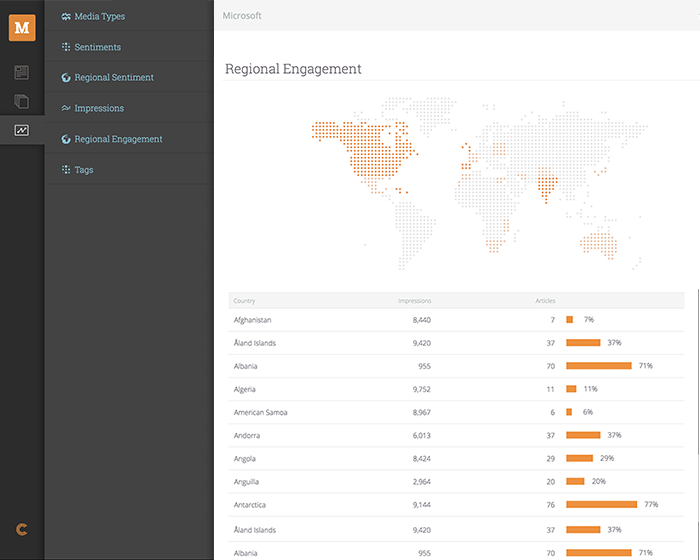 M
Media Types
Sentiments
Regional Sentiment
Impressions
Regional Engagement
Tags
Microsoft
Regional Engagement
Country Impressions Articles
Afghanistan 8,440 7 7%
Åland Islands 9,420 37 37%
Albania 955 70 71%
Algeria 9,752 11 11%
American Samoa 8,967 6 6%
Andorra 6,013 37 37%
Angola 8,424 29 29%
Anguilla 2,964 20 20%
Antarctica 9,144 76 77%
Åland Islands 9,420 37 37%
Albania 955 70 71%
C